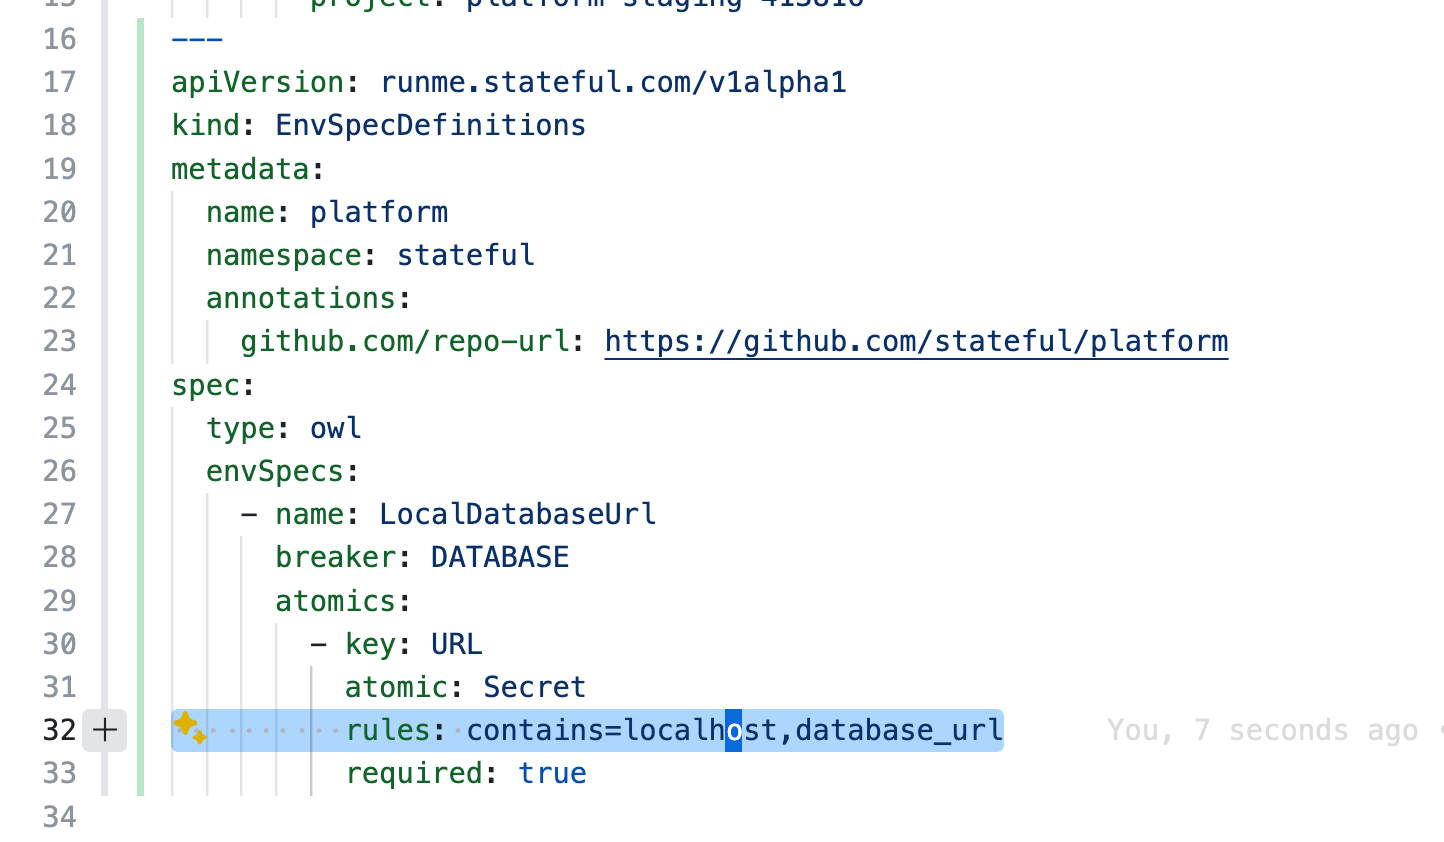 16 ---
17 apiVersion: runme.stateful.com/v1alpha1
18 kind: EnvSpecDefinitions
19 metadata:
20   name: platform
21   namespace: stateful
22   annotations:
23     github.com/repo-url: https://github.com/stateful/platform
24 spec:
25   type: owl
26   envSpecs:
27     - name: LocalDatabaseUrl
28       breaker: DATABASE
29       atomics:
30         - key: URL
31           atomic: Secret
32           rules: contains=localhost,database_url You, 7 seconds ago •
33           required: true
34